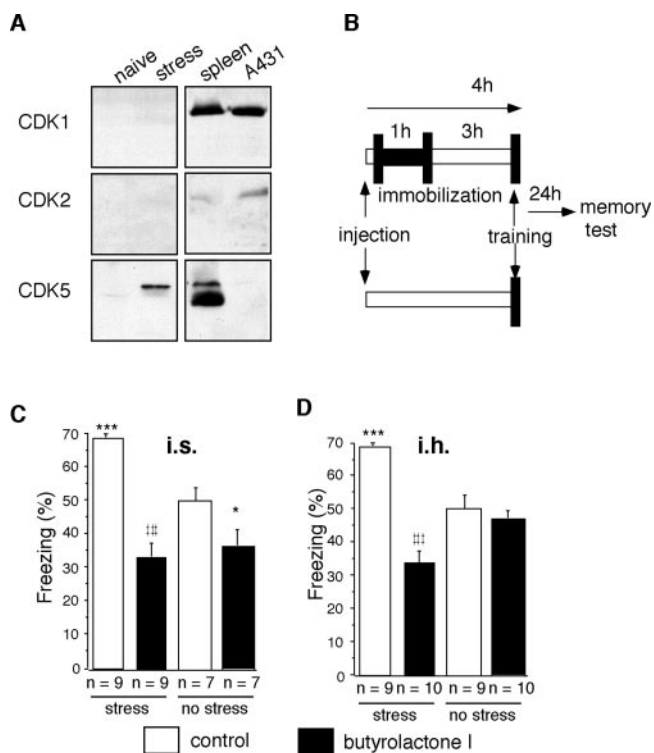 A
naive stress spleen A431
CDK1
CDK2
CDK5
B
4h
1h 3h
immobilization
24h
memory
test
injection
training
C
i.s.
***
‡‡
*
Freezing (%)
70
60
50
40
30
20
10
0
n = 9 n = 9 n = 7 n = 7
stress no stress
D
i.h.
***
‡‡
Freezing (%)
70
60
50
40
30
20
10
0
n = 9 n = 10 n = 9 n = 10
stress no stress
control
butyrolactone I